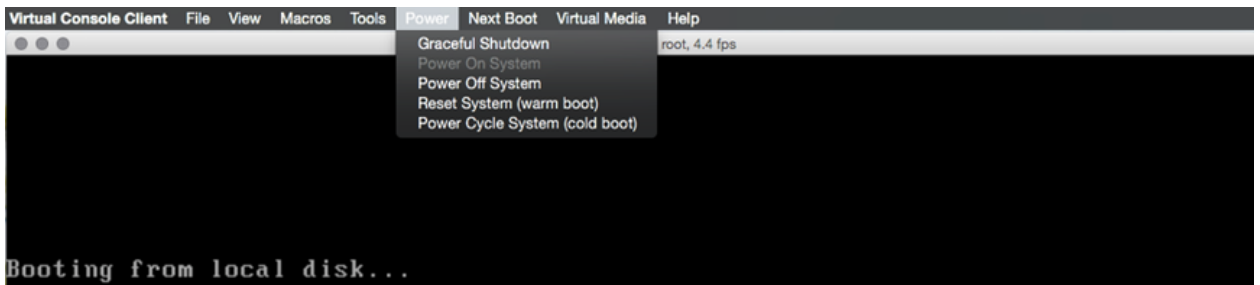 Virtual Console Client File View Macros Tools Power Next Boot Virtual Media Help
root, 4.4 fps
Graceful Shutdown
Power On System
Power Off System
Reset System (warm boot)
Power Cycle System (cold boot)
Booting from local disk...